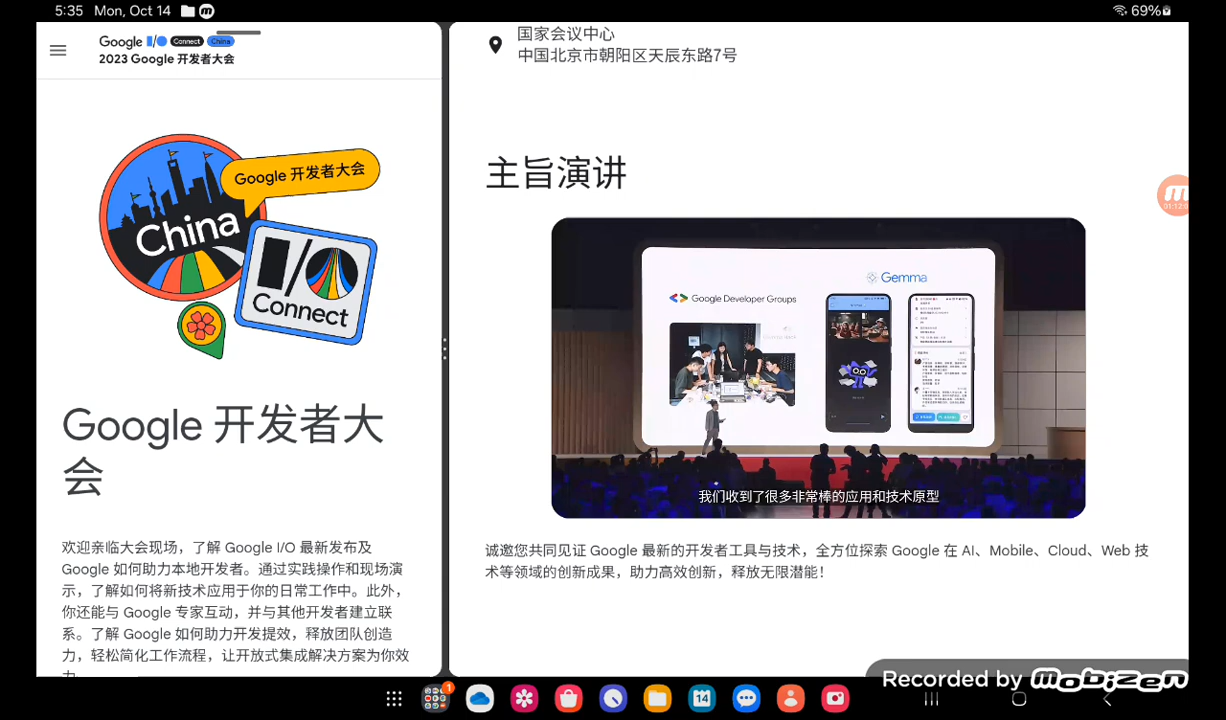 5:35 Mon, Oct 14
69%
Google I/O Connect China
2023 Google 开发者大会
Google 开发者大会
China
I/O
Connect
Google 开发者大
会
欢迎亲临大会现场，了解 Google I/O 最新发布及
Google 如何助力本地开发者。通过实践操作和现场演
示，了解如何将新技术应用于你的日常工作中。此外，
你还能与 Google 专家互动，并与其他开发者建立联
系。了解 Google 如何助力开发提效，释放团队创造
力，轻松简化工作流程，让开放式集成解决方案为你效
力。
国家会议中心
中国北京市朝阳区天辰东路7号
主旨演讲
Gemma
Google Developer Groups
我们收到了很多非常棒的应用和技术原型
诚邀您共同见证 Google 最新的开发者工具与技术，全方位探索 Google 在 AI、Mobile、Cloud、Web 技
术等领域的创新成果，助力高效创新，释放无限潜能！
1
14
Recorded by mobizen